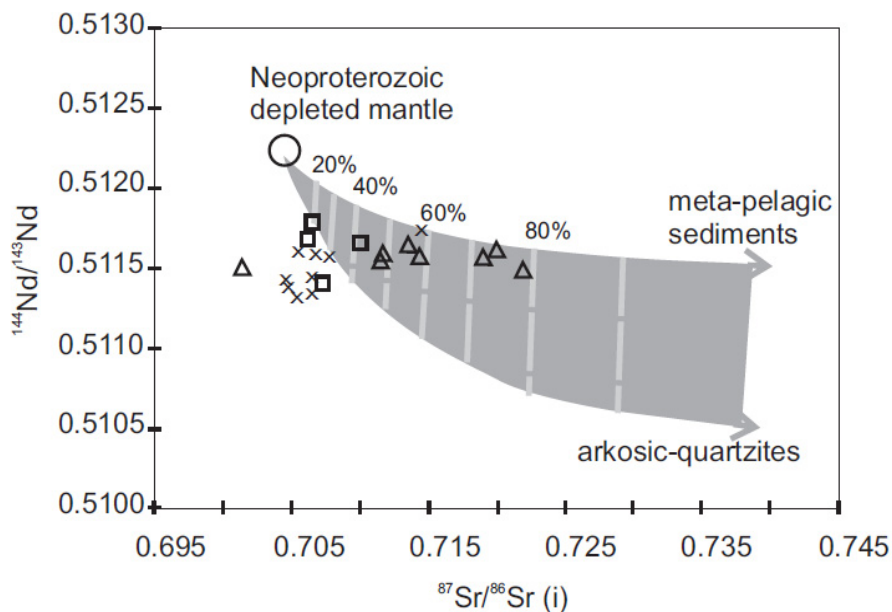 0.5130
0.5125
0.5120
0.5115
0.5110
0.5105
0.5100
¹⁴⁴Nd/¹⁴³Nd
Neoproterozoic
depleted mantle
20%
40%
60%
80%
meta-pelagic
sediments
arkosic-quartzites
0.695
0.705
0.715
0.725
0.735
0.745
⁸⁷Sr/⁸⁶Sr (i)